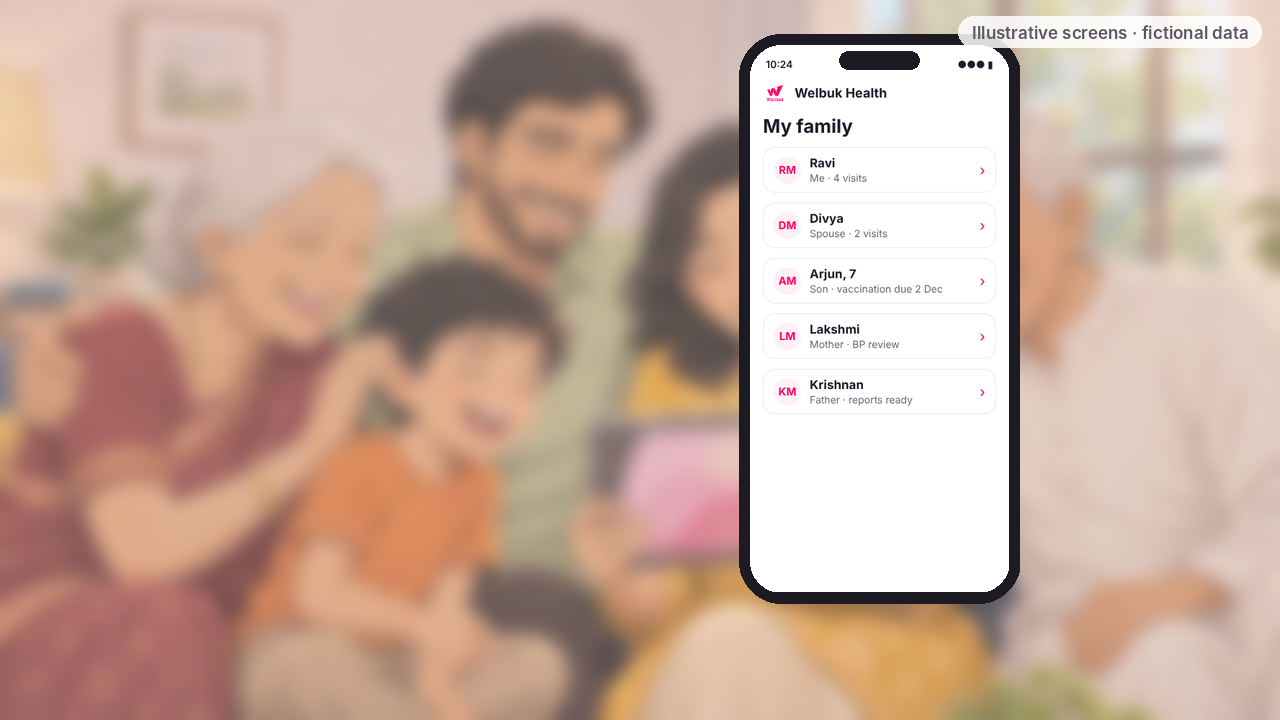 Illustrative screens · fictional data
10:24
Welbuk
Welbuk Health
My family
RM
Ravi
Me · 4 visits
›
DM
Divya
Spouse · 2 visits
›
AM
Arjun, 7
Son · vaccination due 2 Dec
›
LM
Lakshmi
Mother · BP review
›
KM
Krishnan
Father · reports ready
›